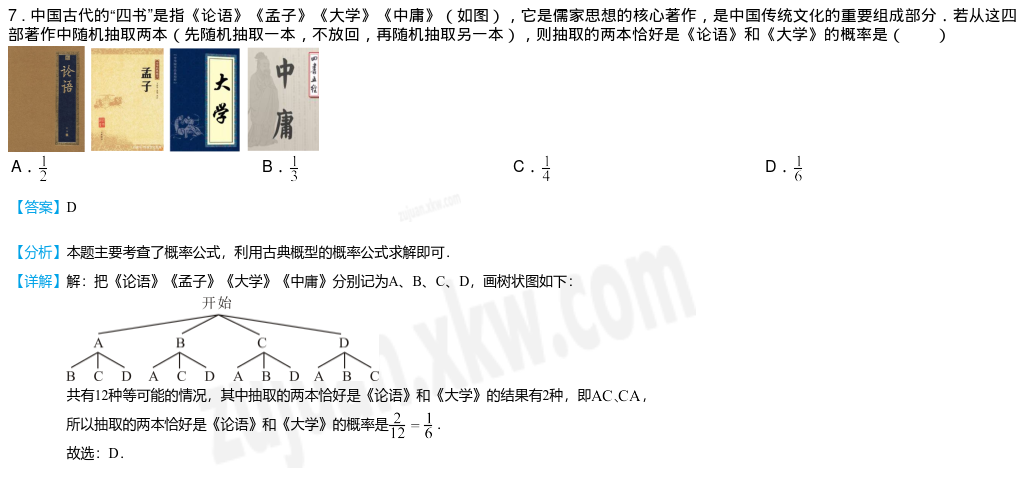 7．中国古代的“四书”是指《论语》《孟子》《大学》《中庸》（如图），它是儒家思想的核心著作，是中国传统文化的重要组成部分．若从这四
部著作中随机抽取两本（先随机抽取一本，不放回，再随机抽取另一本），则抽取的两本恰好是《论语》和《大学》的概率是（　　）
论语 孟子 大学 中庸 四书五经
A．1/2 B．1/3 C．1/4 D．1/6
【答案】D
zujuan.xkw.com
【分析】本题主要考查了概率公式，利用古典概型的概率公式求解即可．
【详解】解：把《论语》《孟子》《大学》《中庸》分别记为A、B、C、D，画树状图如下：
开始
A B C D
B C D A C D A B D A B C
共有12种等可能的情况，其中抽取的两本恰好是《论语》和《大学》的结果有2种，即AC、CA，
所以抽取的两本恰好是《论语》和《大学》的概率是2/12＝1/6．
故选：D．
zujuan.xkw.com